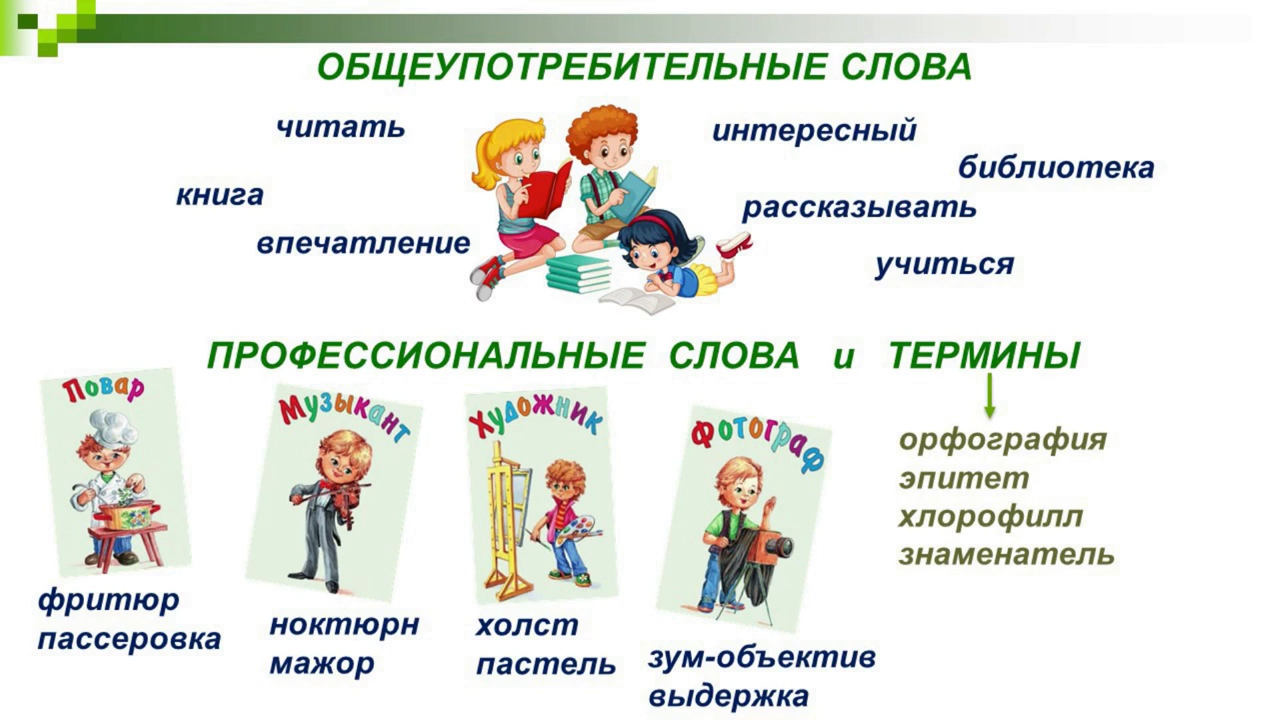 ОБЩЕУПОТРЕБИТЕЛЬНЫЕ СЛОВА
читать
интересный
библиотека
книга
рассказывать
впечатление
учиться
ПРОФЕССИОНАЛЬНЫЕ СЛОВА и ТЕРМИНЫ
Повар
Музыкант
Художник
Фотограф
орфография
эпитет
хлорофилл
знаменатель
фритюр
пассеровка
ноктюрн
мажор
холст
пастель
зум-объектив
выдержка